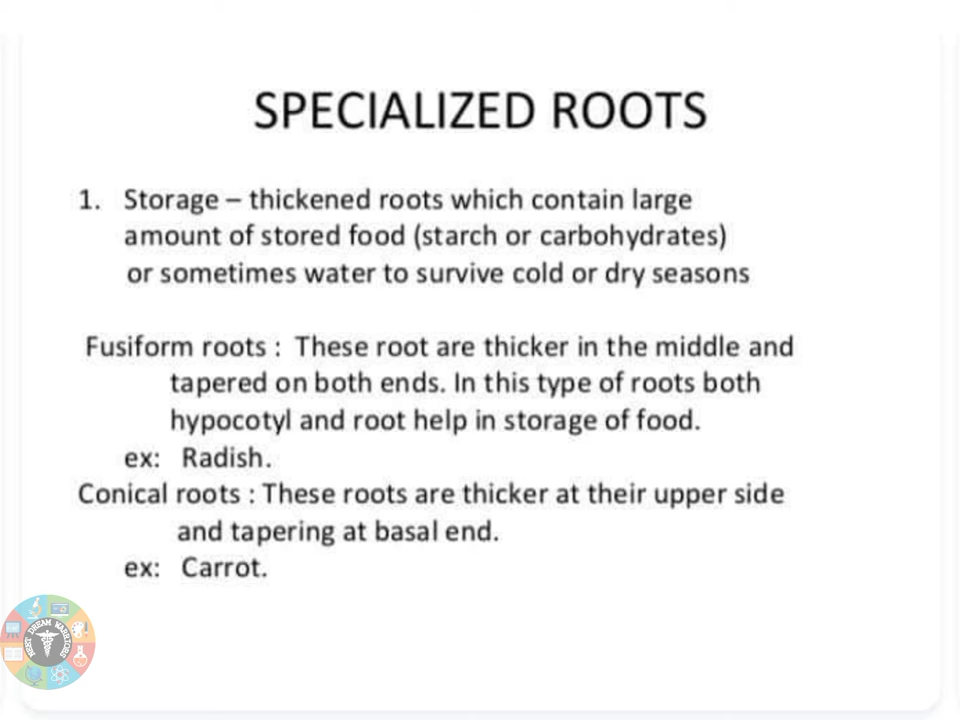 SPECIALIZED ROOTS
1. Storage – thickened roots which contain large
amount of stored food (starch or carbohydrates)
or sometimes water to survive cold or dry seasons
Fusiform roots : These root are thicker in the middle and
tapered on both ends. In this type of roots both
hypocotyl and root help in storage of food.
ex: Radish.
Conical roots : These roots are thicker at their upper side
and tapering at basal end.
ex: Carrot.
NEET DREAM WARRIORS